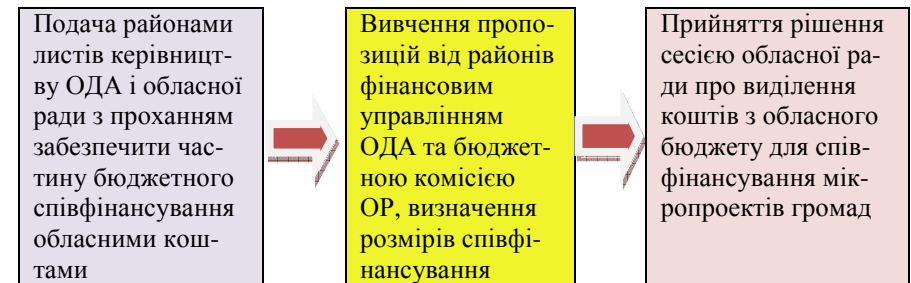 Подача районами
листів керівницт-
ву ОДА і обласної
ради з проханням
забезпечити час-
тину бюджетного
співфінансування
обласними кош-
тами
Вивчення пропо-
зицій від районів
фінансовим
управлінням
ОДА та бюджет-
ною комісією
ОР, визначення
розмірів співфі-
нансування
Прийняття рішення
сесією обласної ра-
ди про виділення
коштів з обласного
бюджету для спів-
фінансування мік-
ропроектів громад